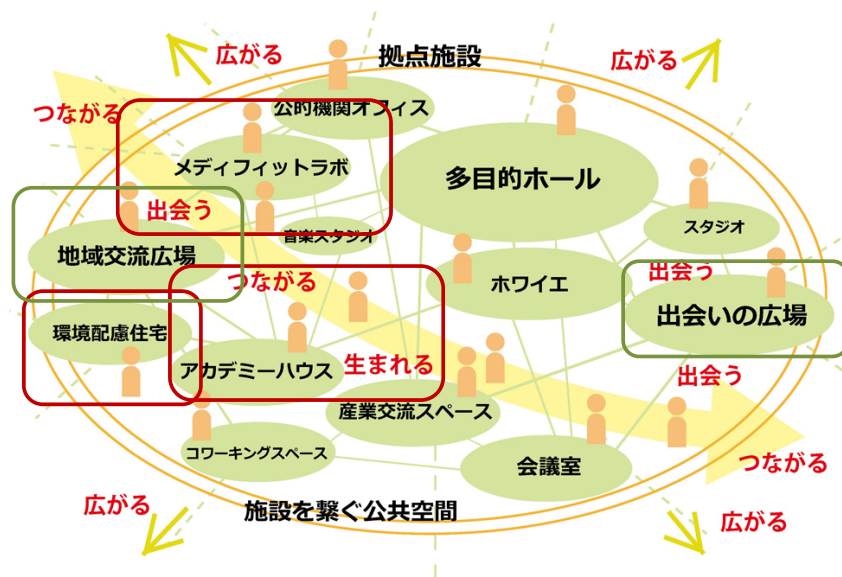 広がる
拠点施設
広がる
つながる
公的機関オフィス
メディフィットラボ
多目的ホール
出会う
音楽スタジオ
スタジオ
地域交流広場
つながる
ホワイエ
出会う
出会いの広場
環境配慮住宅
アカデミーハウス
生まれる
出会う
産業交流スペース
コワーキングスペース
会議室
つながる
広がる
施設を繋ぐ公共空間
広がる